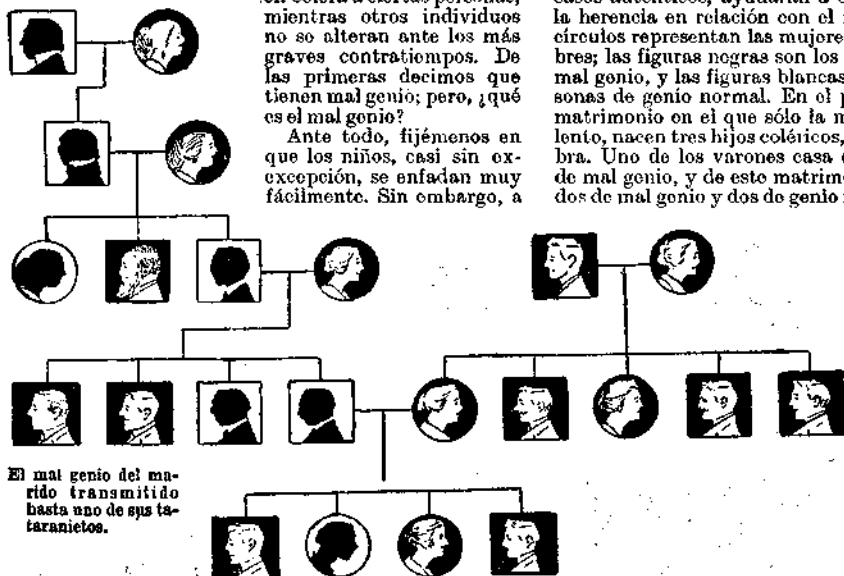 mientras otros individuos
no se alteran ante los más
graves contratiempos. De
las primeras decimos que
tienen mal genio; pero, ¿qué
es el mal genio?
Ante todo, fijémenos en
que los niños, casi sin ex-
excepción, se enfadan muy
fácilmente. Sin embargo, a
la herencia en relación con el
círculos representan las mujeres
bres; las figuras negras son los
mal genio, y las figuras blancas
sonas de genio normal. En el
matrimonio en el que sólo la
lento, nacen tres hijos coléricos,
bra. Uno de los varones casa
de mal genio, y de este matrim
dos de mal genio y dos de genio
El mal genio del ma-
rido transmitido
hasta uno de sus ta-
taranietos.